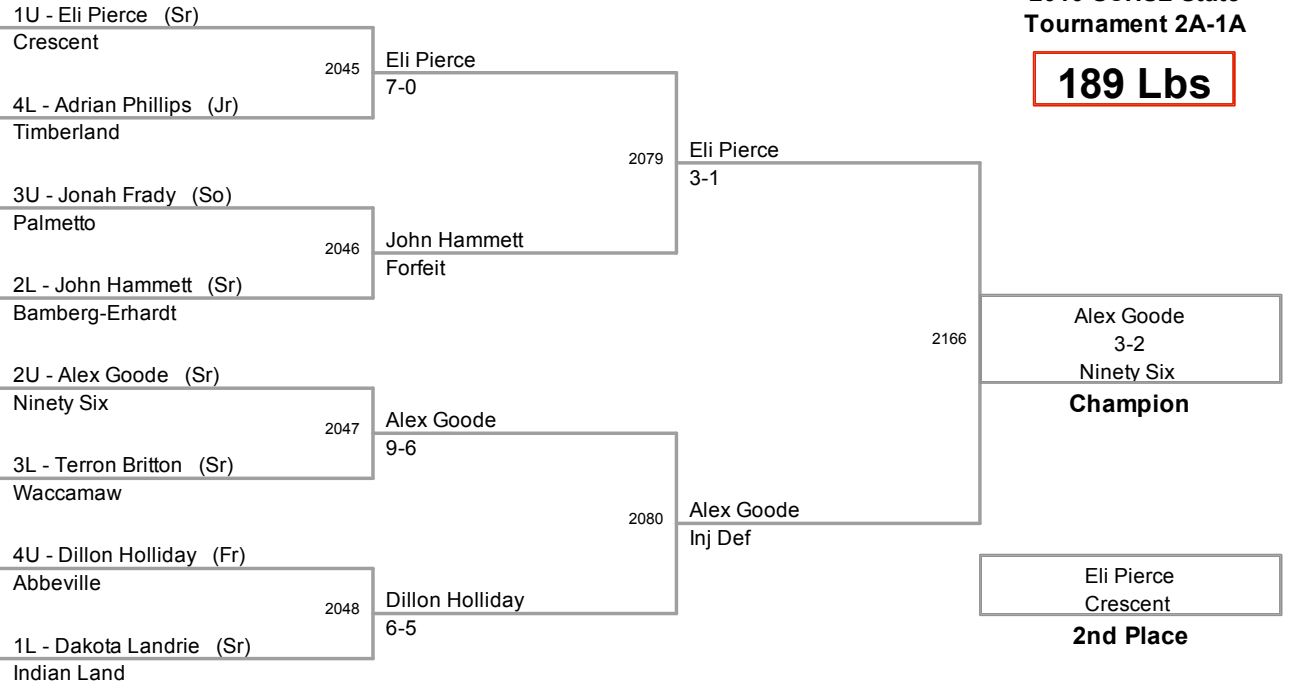 Tournament 2A-1A
189 Lbs
1U - Eli Pierce (Sr)
Crescent
2045
Eli Pierce
7-0
4L - Adrian Phillips (Jr)
Timberland
2079
Eli Pierce
3-1
3U - Jonah Frady (So)
Palmetto
2046
John Hammett
Forfeit
2L - John Hammett (Sr)
Bamberg-Erhardt
2166
Alex Goode
3-2
Ninety Six
Champion
2U - Alex Goode (Sr)
Ninety Six
2047
Alex Goode
9-6
3L - Terron Britton (Sr)
Waccamaw
2080
Alex Goode
Inj Def
4U - Dillon Holliday (Fr)
Abbeville
2048
Dillon Holliday
6-5
1L - Dakota Landrie (Sr)
Indian Land
Eli Pierce
Crescent
2nd Place